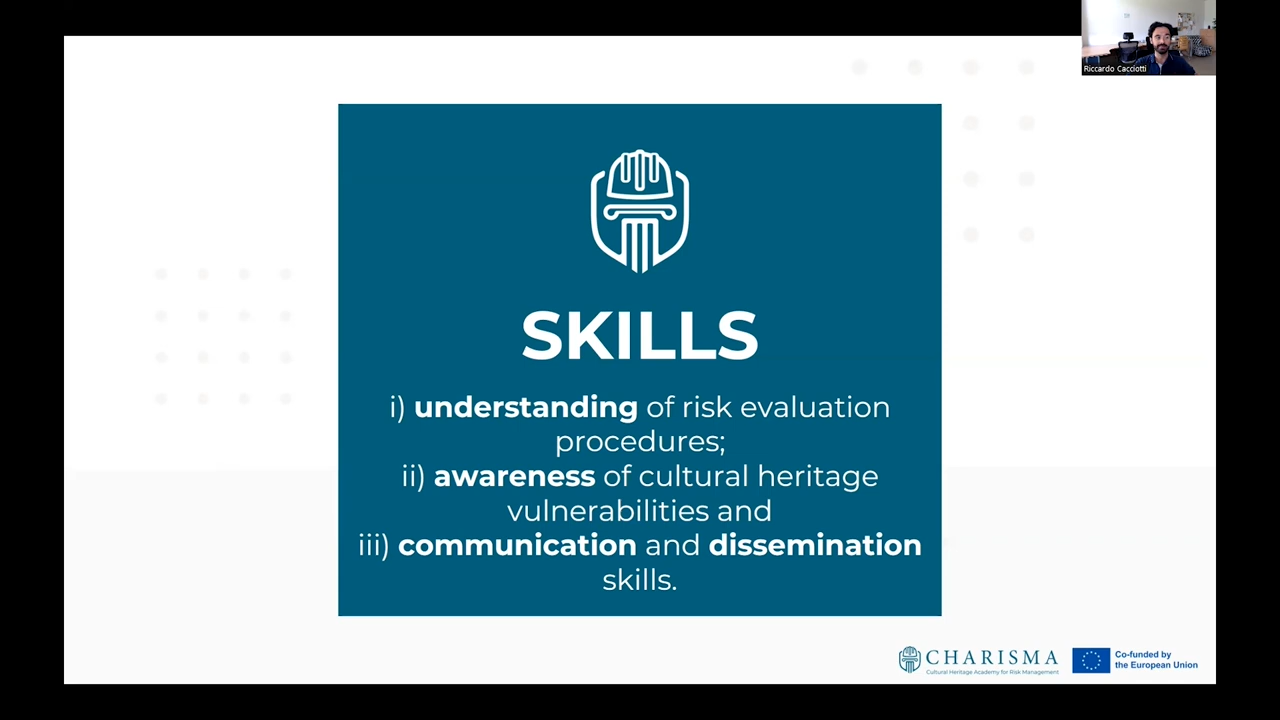 Riccardo Cacciotti
SKILLS
i) understanding of risk evaluation
procedures;
ii) awareness of cultural heritage
vulnerabilities and
iii) communication and dissemination
skills.
CHARISMA
Cultural Heritage Academy for Risk Management
Co-funded by
the European Union